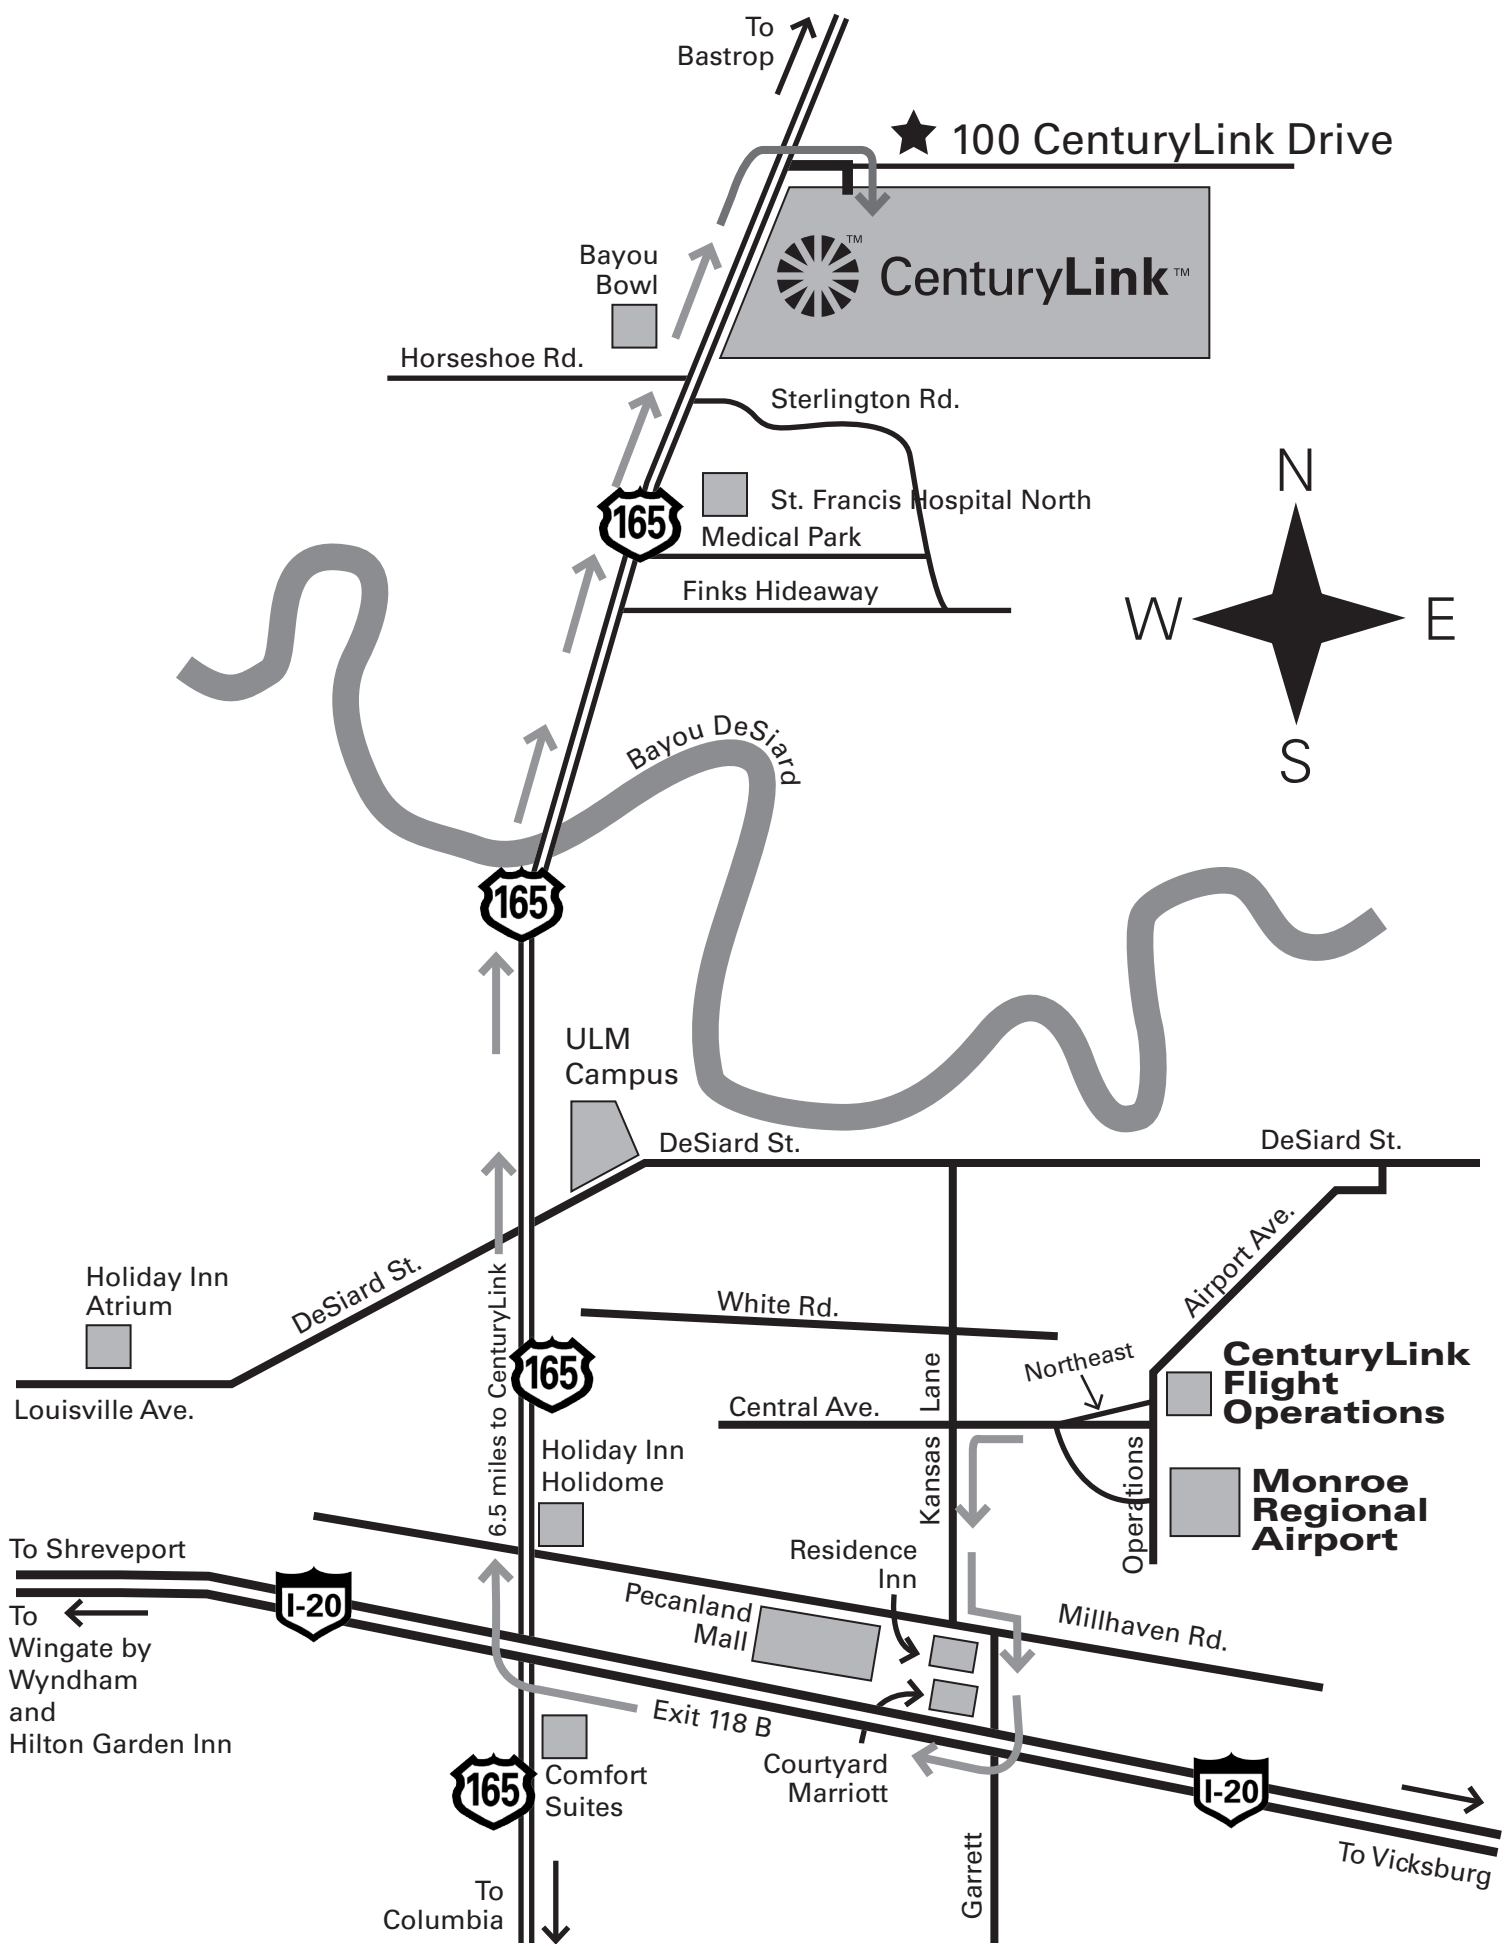 To
Bastrop
100 CenturyLink Drive
CenturyLink™
™
Bayou
Bowl
Horseshoe Rd.
Sterlington Rd.
N
St. Francis Hospital North
165
Medical Park
Finks Hideaway
W
E
S
Bayou DeSiard
165
ULM
Campus
DeSiard St.
DeSiard St.
Airport Ave.
Holiday Inn
Atrium
DeSiard St.
6.5 miles to CenturyLink
White Rd.
Northeast
CenturyLink
Flight
Operations
165
Louisville Ave.
Central Ave.
Kansas Lane
Operations
Holiday Inn
Holidome
Monroe
Regional
Airport
To Shreveport
I-20
Residence
Inn
Pecanland
Mall
Millhaven Rd.
To
Wingate by
Wyndham
and
Hilton Garden Inn
Exit 118 B
Courtyard
Marriott
165
Comfort
Suites
I-20
To Vicksburg
Garrett
To
Columbia